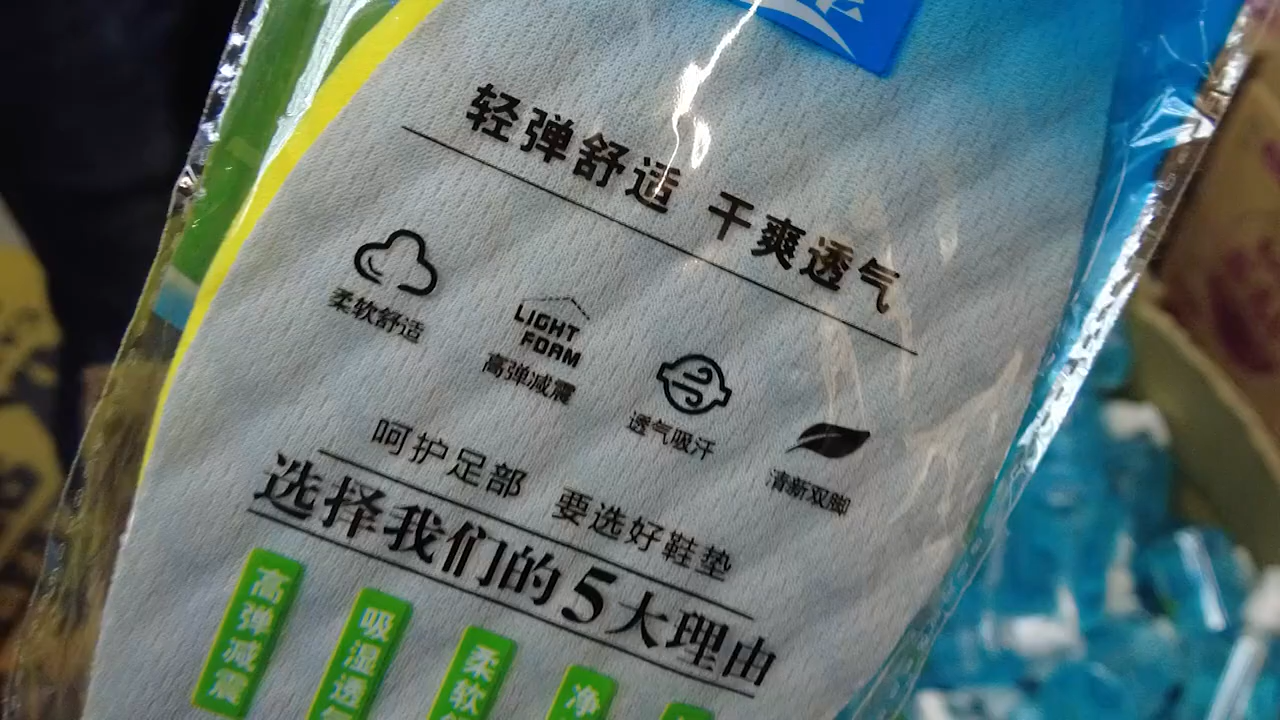 轻弹舒适 干爽透气
柔软舒适
LIGHT
FOAM
高弹减震
透气吸汗
清新双脚
呵护足部 要选好鞋垫
选择我们的5大理由
高弹减震
吸湿透
柔软
净